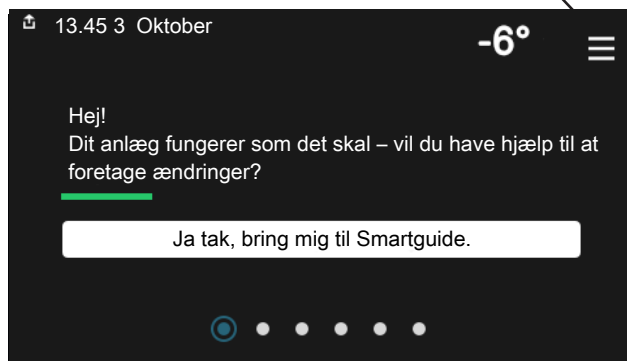 13.45 3 Oktober
-6°
Hej!
Dit anlæg fungerer som det skal – vil du have hjælp til at
foretage ændringer?
Ja tak, bring mig til Smartguide.